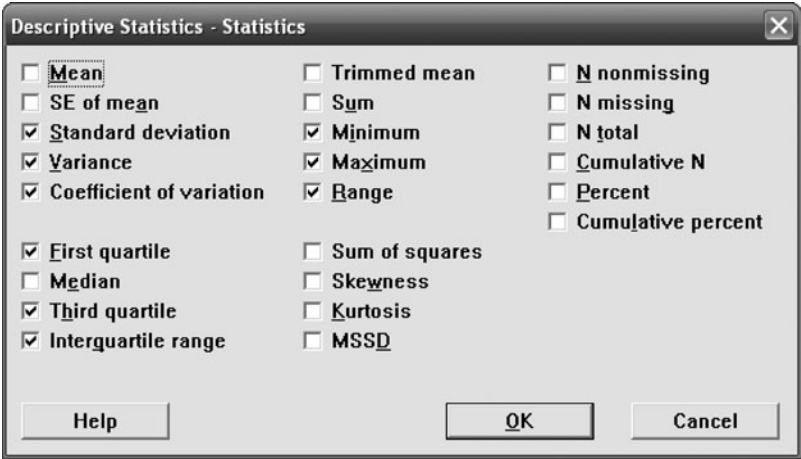 Descriptive Statistics - Statistics
Mean
SE of mean
Standard deviation
Variance
Coefficient of variation
First quartile
Median
Third quartile
Interquartile range
Trimmed mean
Sum
Minimum
Maximum
Range
Sum of squares
Skewness
Kurtosis
MSSD
N nonmissing
N missing
N total
Cumulative N
Percent
Cumulative percent
Help
OK
Cancel